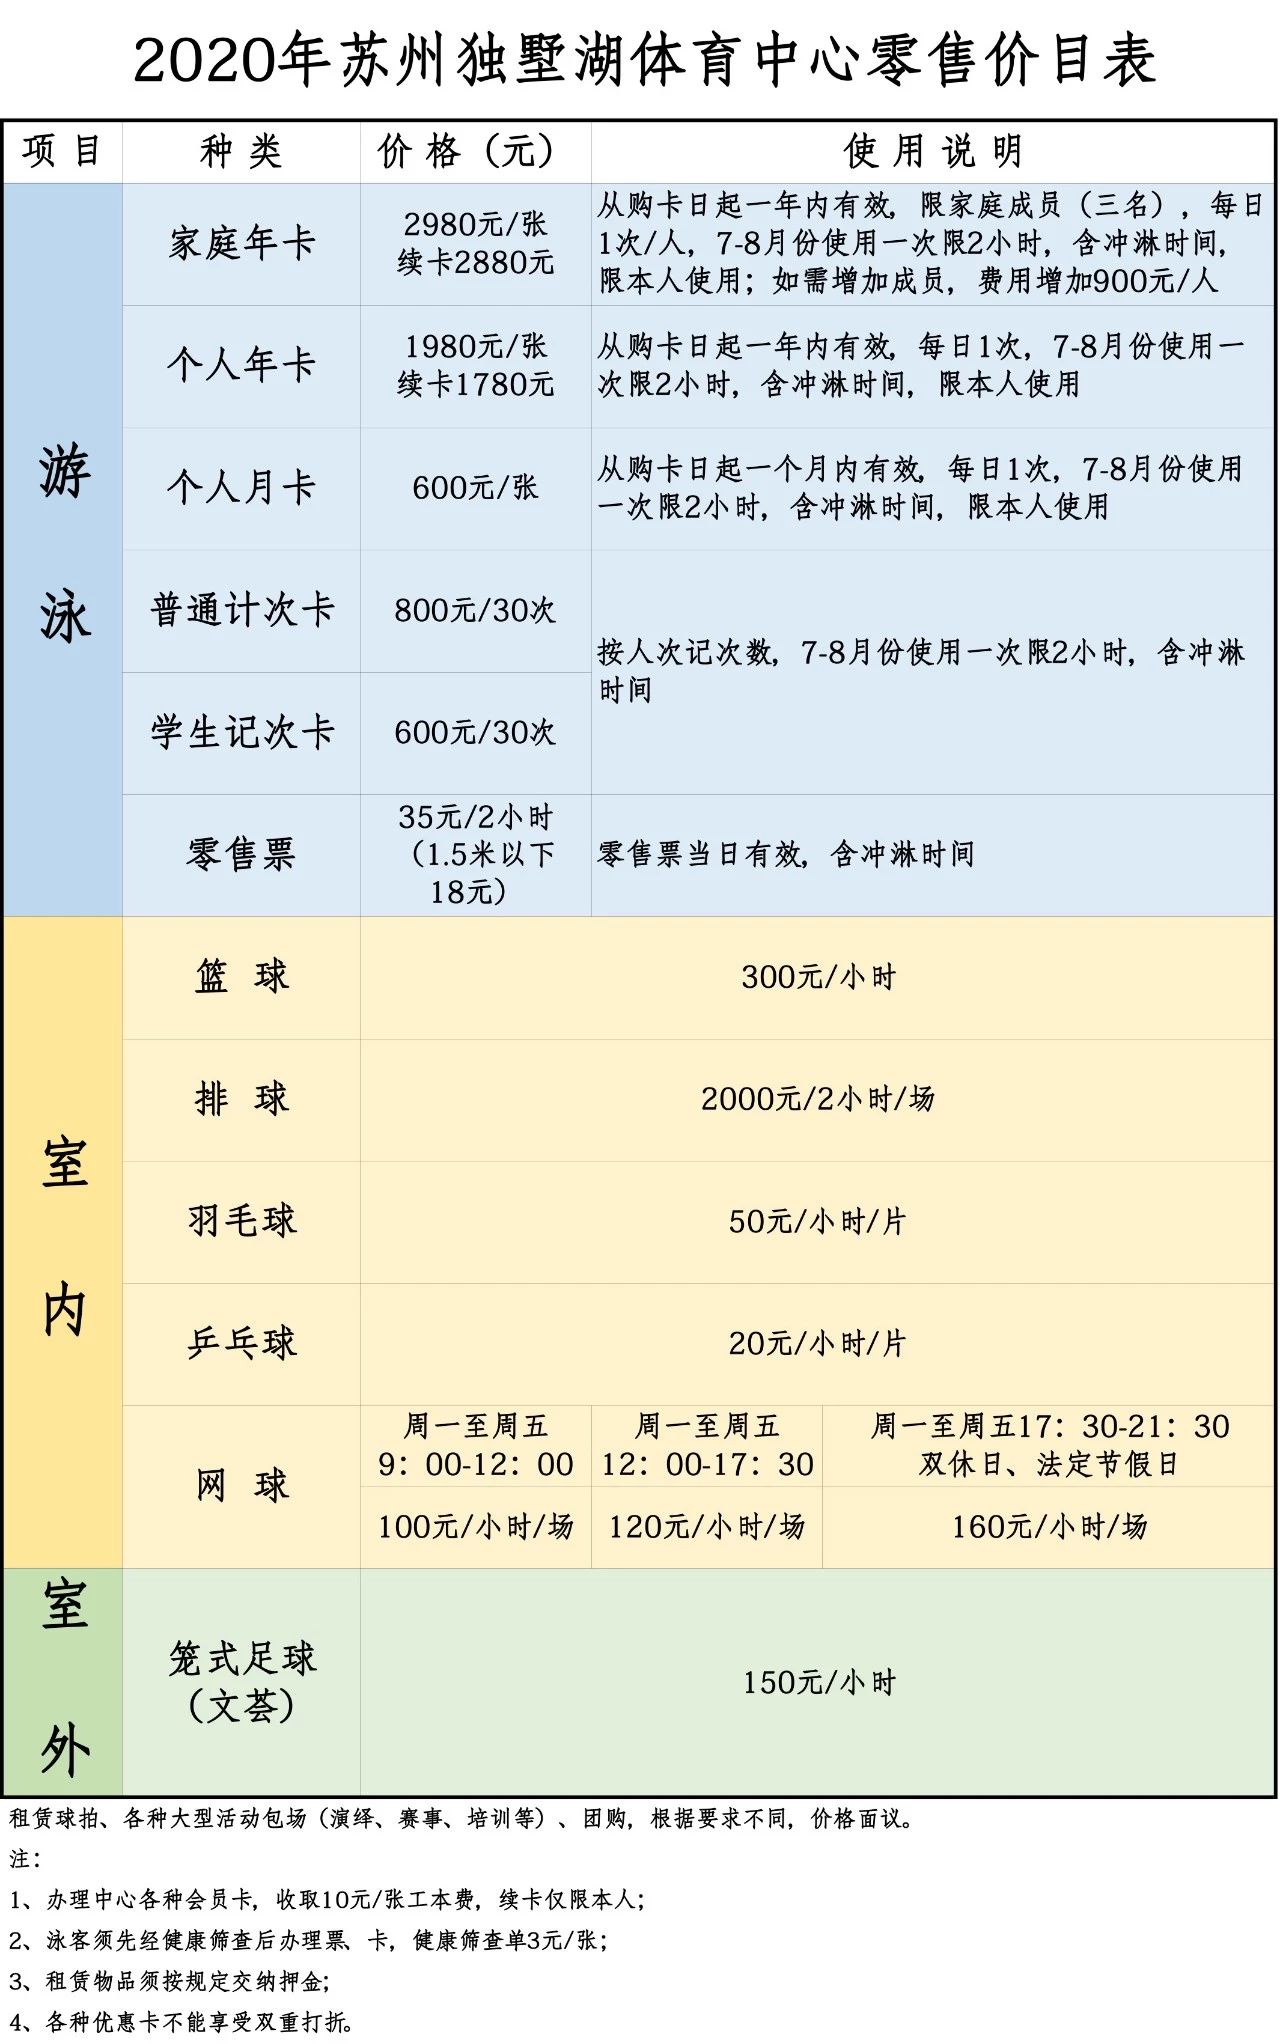 2020年苏州独墅湖体育中心零售价目表
项 目
种 类
价 格 (元)
使 用 说 明
游
泳
家庭年卡
2980元/张
续卡2880元
从购卡日起一年内有效，限家庭成员（三名），每日
1次/人，7-8月份使用一次限2小时，含冲淋时间，
限本人使用；如需增加成员，费用增加900元/人
个人年卡
1980元/张
续卡1780元
从购卡日起一年内有效，每日1次，7-8月份使用一
次限2小时，含冲淋时间，限本人使用
个人月卡
600元/张
从购卡日起一个月内有效，每日1次，7-8月份使用
一次限2小时，含冲淋时间，限本人使用
普通计次卡
800元/30次
按人次记次数，7-8月份使用一次限2小时，含冲淋
时间
学生记次卡
600元/30次
零售票
35元/2小时
（1.5米以下
18元）
零售票当日有效，含冲淋时间
室
内
篮 球
300元/小时
排 球
2000元/2小时/场
羽毛球
50元/小时/片
乒乓球
20元/小时/片
网 球
周一至周五
9：00-12：00
周一至周五
12：00-17：30
周一至周五17：30-21：30
双休日、法定节假日
100元/小时/场
120元/小时/场
160元/小时/场
室
外
笼式足球
（文荟）
150元/小时
租赁球拍、各种大型活动包场（演绎、赛事、培训等）、团购，根据要求不同，价格面议。
注：
1、办理中心各种会员卡，收取10元/张工本费，续卡仅限本人；
2、泳客须先经健康筛查后办理票、卡，健康筛查单3元/张；
3、租赁物品须按规定交纳押金；
4、各种优惠卡不能享受双重打折。